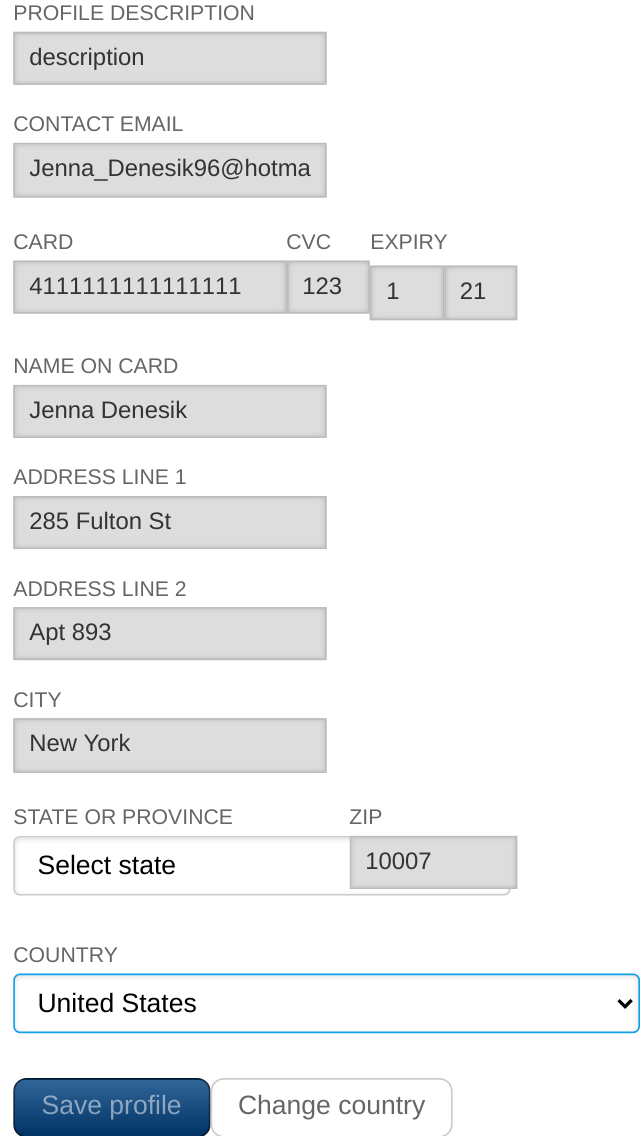 PROFILE DESCRIPTION
description
CONTACT EMAIL
Jenna_Denesik96@hotma
CARD CVC EXPIRY
4111111111111111 123 1 21
NAME ON CARD
Jenna Denesik
ADDRESS LINE 1
285 Fulton St
ADDRESS LINE 2
Apt 893
CITY
New York
STATE OR PROVINCE ZIP
Select state 10007
COUNTRY
United States
Save profile Change country